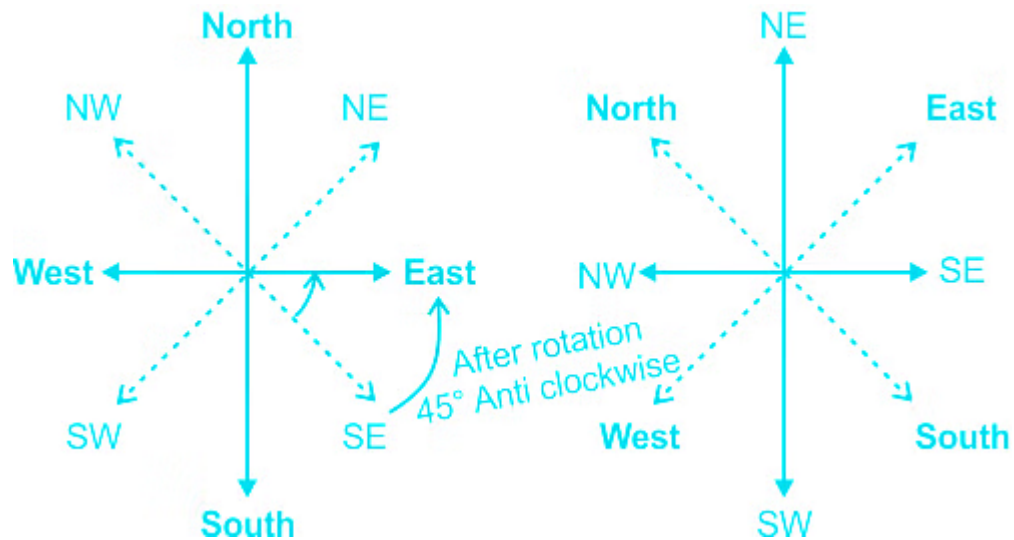 North
NW
NE
West
East
SW
SE
South
After rotation
45° Anti clockwise
NE
North
East
NW
SE
West
South
SW